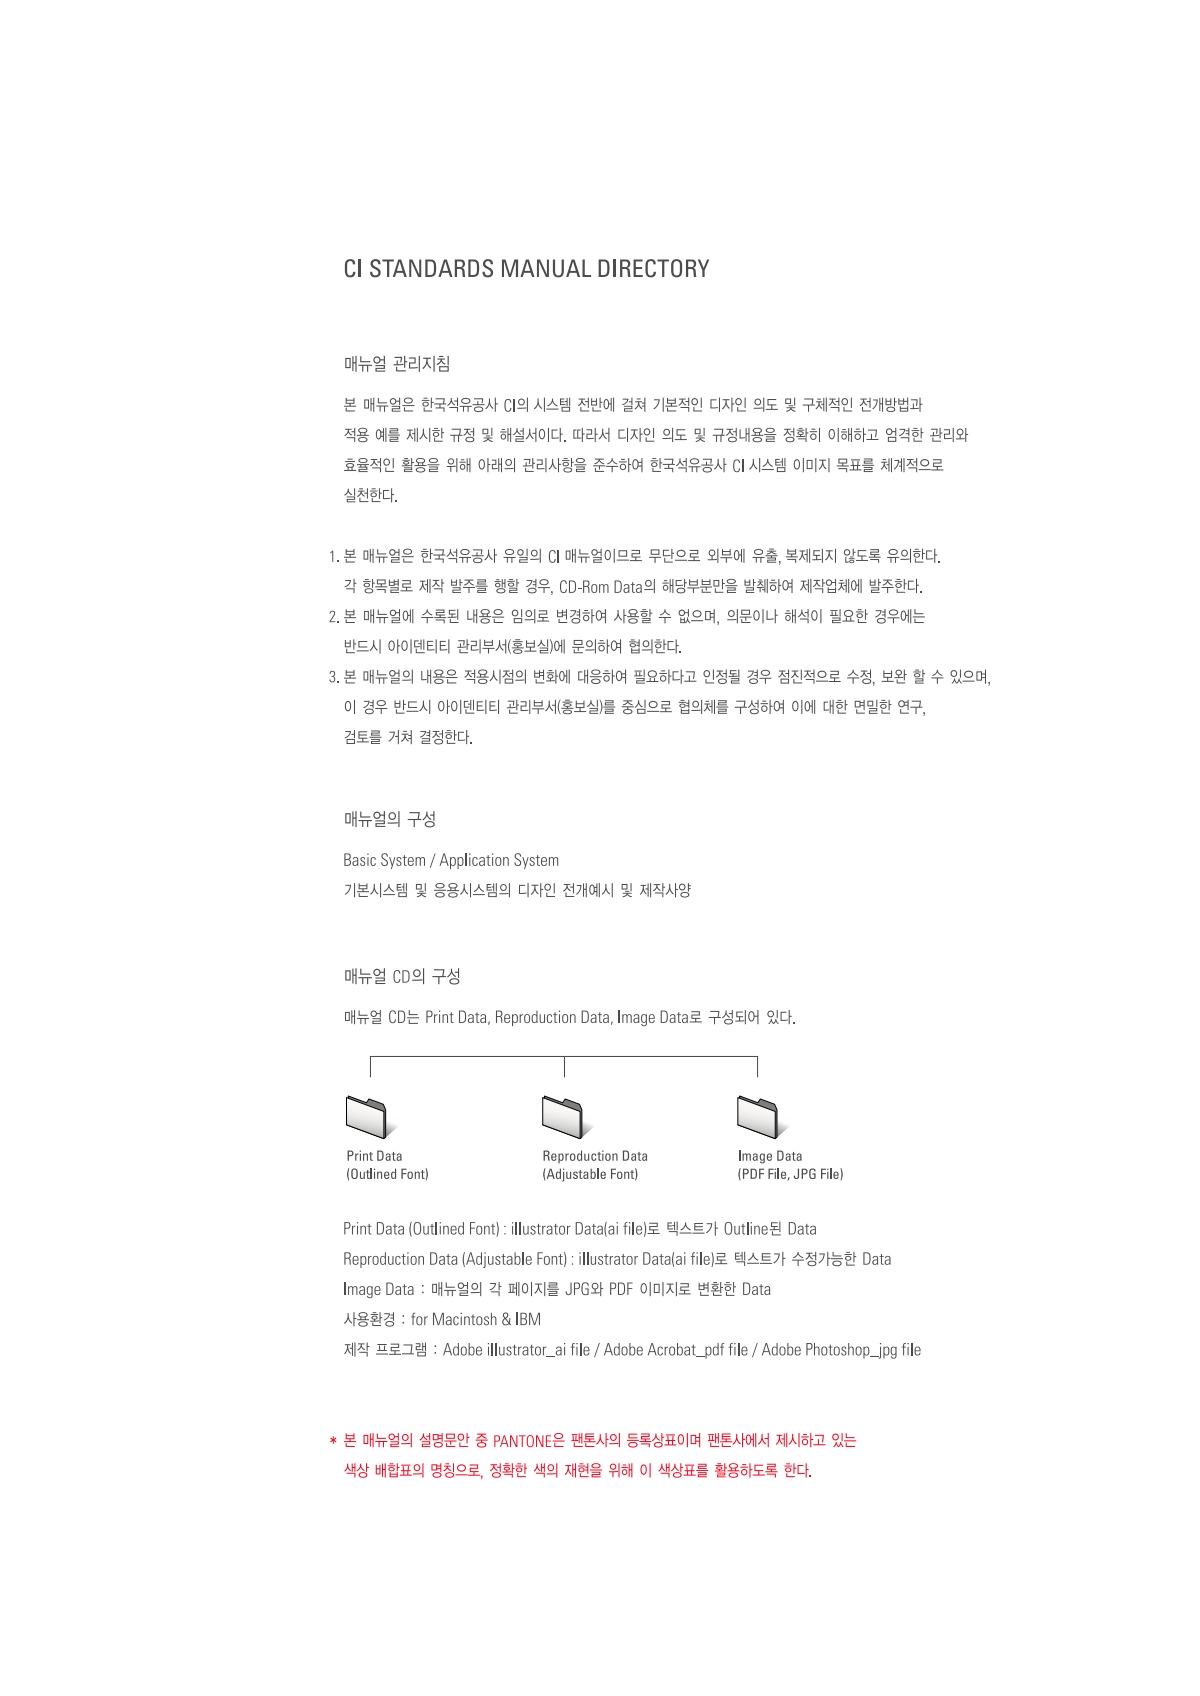 CI STANDARDS MANUAL DIRECTORY
매뉴얼 관리지침
본 매뉴얼은 한국석유공사 CI의 시스템 전반에 걸쳐 기본적인 디자인 의도 및 구체적인 전개방법과
적용 예를 제시한 규정 및 해설서이다. 따라서 디자인 의도 및 규정내용을 정확히 이해하고 엄격한 관리와
효율적인 활용을 위해 아래의 관리사항을 준수하여 한국석유공사 CI 시스템 이미지 목표를 체계적으로
실천한다.
1. 본 매뉴얼은 한국석유공사 유일의 CI 매뉴얼이므로 무단으로 외부에 유출, 복제되지 않도록 유의한다.
각 항목별로 제작 발주를 행할 경우, CD-Rom Data의 해당부분만을 발췌하여 제작업체에 발주한다.
2. 본 매뉴얼에 수록된 내용은 임의로 변경하여 사용할 수 없으며, 의문이나 해석이 필요한 경우에는
반드시 아이덴티티 관리부서(홍보실)에 문의하여 협의한다.
3. 본 매뉴얼의 내용은 적용시점의 변화에 대응하여 필요하다고 인정될 경우 점진적으로 수정, 보완 할 수 있으며,
이 경우 반드시 아이덴티티 관리부서(홍보실)를 중심으로 협의체를 구성하여 이에 대한 면밀한 연구,
검토를 거쳐 결정한다.
매뉴얼의 구성
Basic System / Application System
기본시스템 및 응용시스템의 디자인 전개예시 및 제작사양
매뉴얼 CD의 구성
매뉴얼 CD는 Print Data, Reproduction Data, Image Data로 구성되어 있다.
Print Data
(Outlined Font)
Reproduction Data
(Adjustable Font)
Image Data
(PDF File, JPG File)
Print Data (Outlined Font) : illustrator Data(ai file)로 텍스트가 Outline된 Data
Reproduction Data (Adjustable Font) : illustrator Data(ai file)로 텍스트가 수정가능한 Data
Image Data : 매뉴얼의 각 페이지를 JPG와 PDF 이미지로 변환한 Data
사용환경 : for Macintosh & IBM
제작 프로그램 : Adobe illustrator_ai file / Adobe Acrobat_pdf file / Adobe Photoshop_jpg file
* 본 매뉴얼의 설명문안 중 PANTONE은 팬톤사의 등록상표이며 팬톤사에서 제시하고 있는
색상 배합표의 명칭으로, 정확한 색의 재현을 위해 이 색상표를 활용하도록 한다.